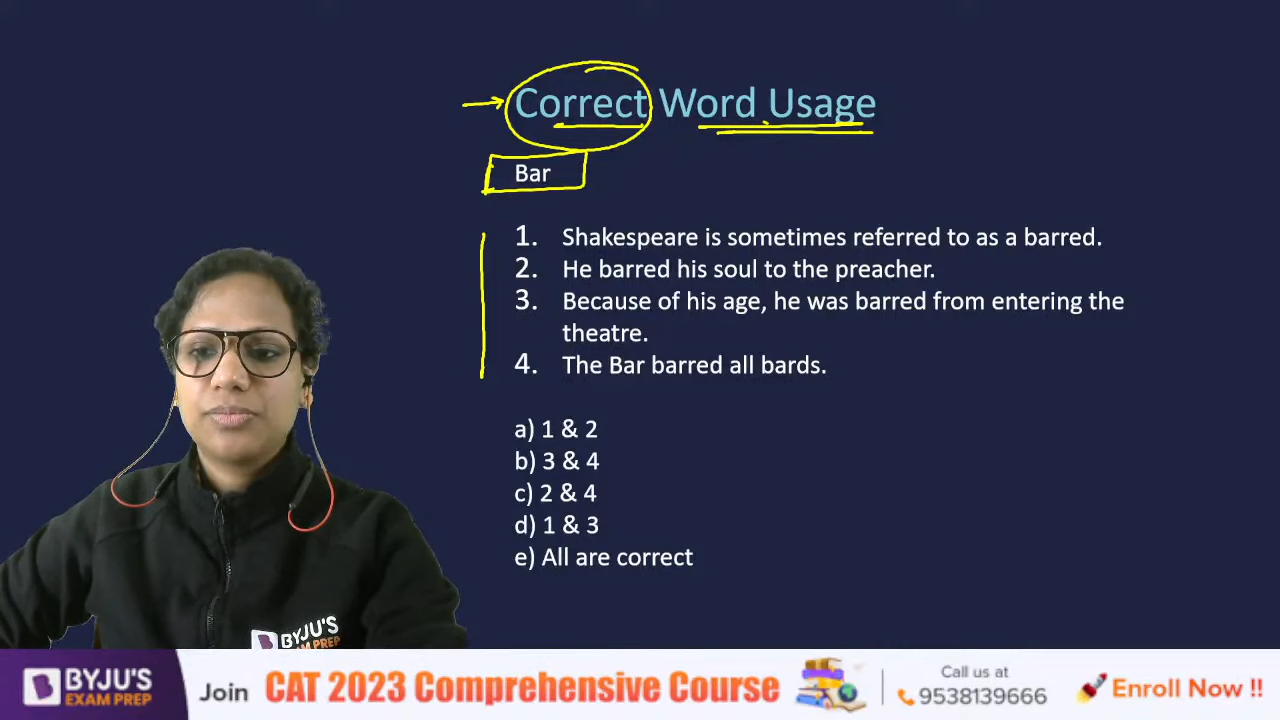 Correct Word Usage
Bar
1. Shakespeare is sometimes referred to as a barred.
2. He barred his soul to the preacher.
3. Because of his age, he was barred from entering the
theatre.
4. The Bar barred all bards.
a) 1 & 2
b) 3 & 4
c) 2 & 4
d) 1 & 3
e) All are correct
BYJU'S
EXAM PREP
BYJU'S
EXAM PREP
Join CAT 2023 Comprehensive Course
Call us at
9538139666
Enroll Now !!